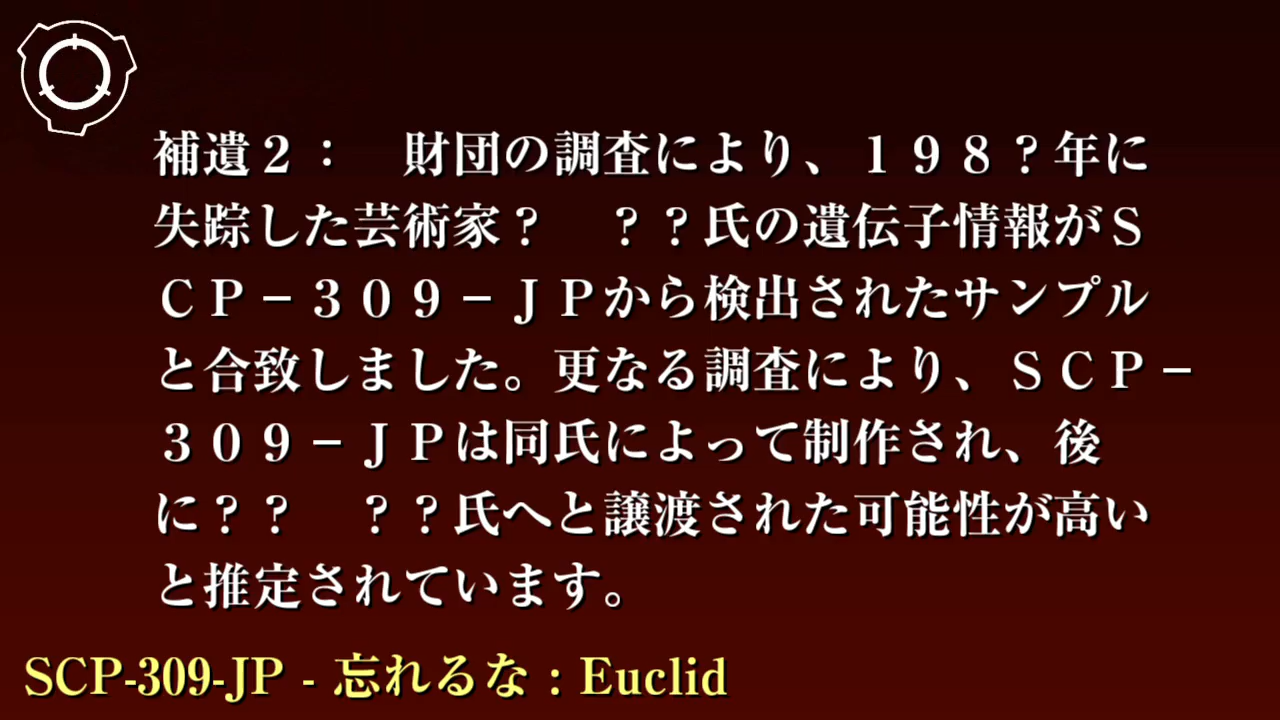 補遺２：　財団の調査により、１９８？年に
失踪した芸術家？　？？氏の遺伝子情報がＳ
ＣＰ－３０９－ＪＰから検出されたサンプル
と合致しました。更なる調査により、ＳＣＰ－
３０９－ＪＰは同氏によって制作され、後
に？？　？？氏へと譲渡された可能性が高い
と推定されています。
SCP-309-JP - 忘れるな : Euclid